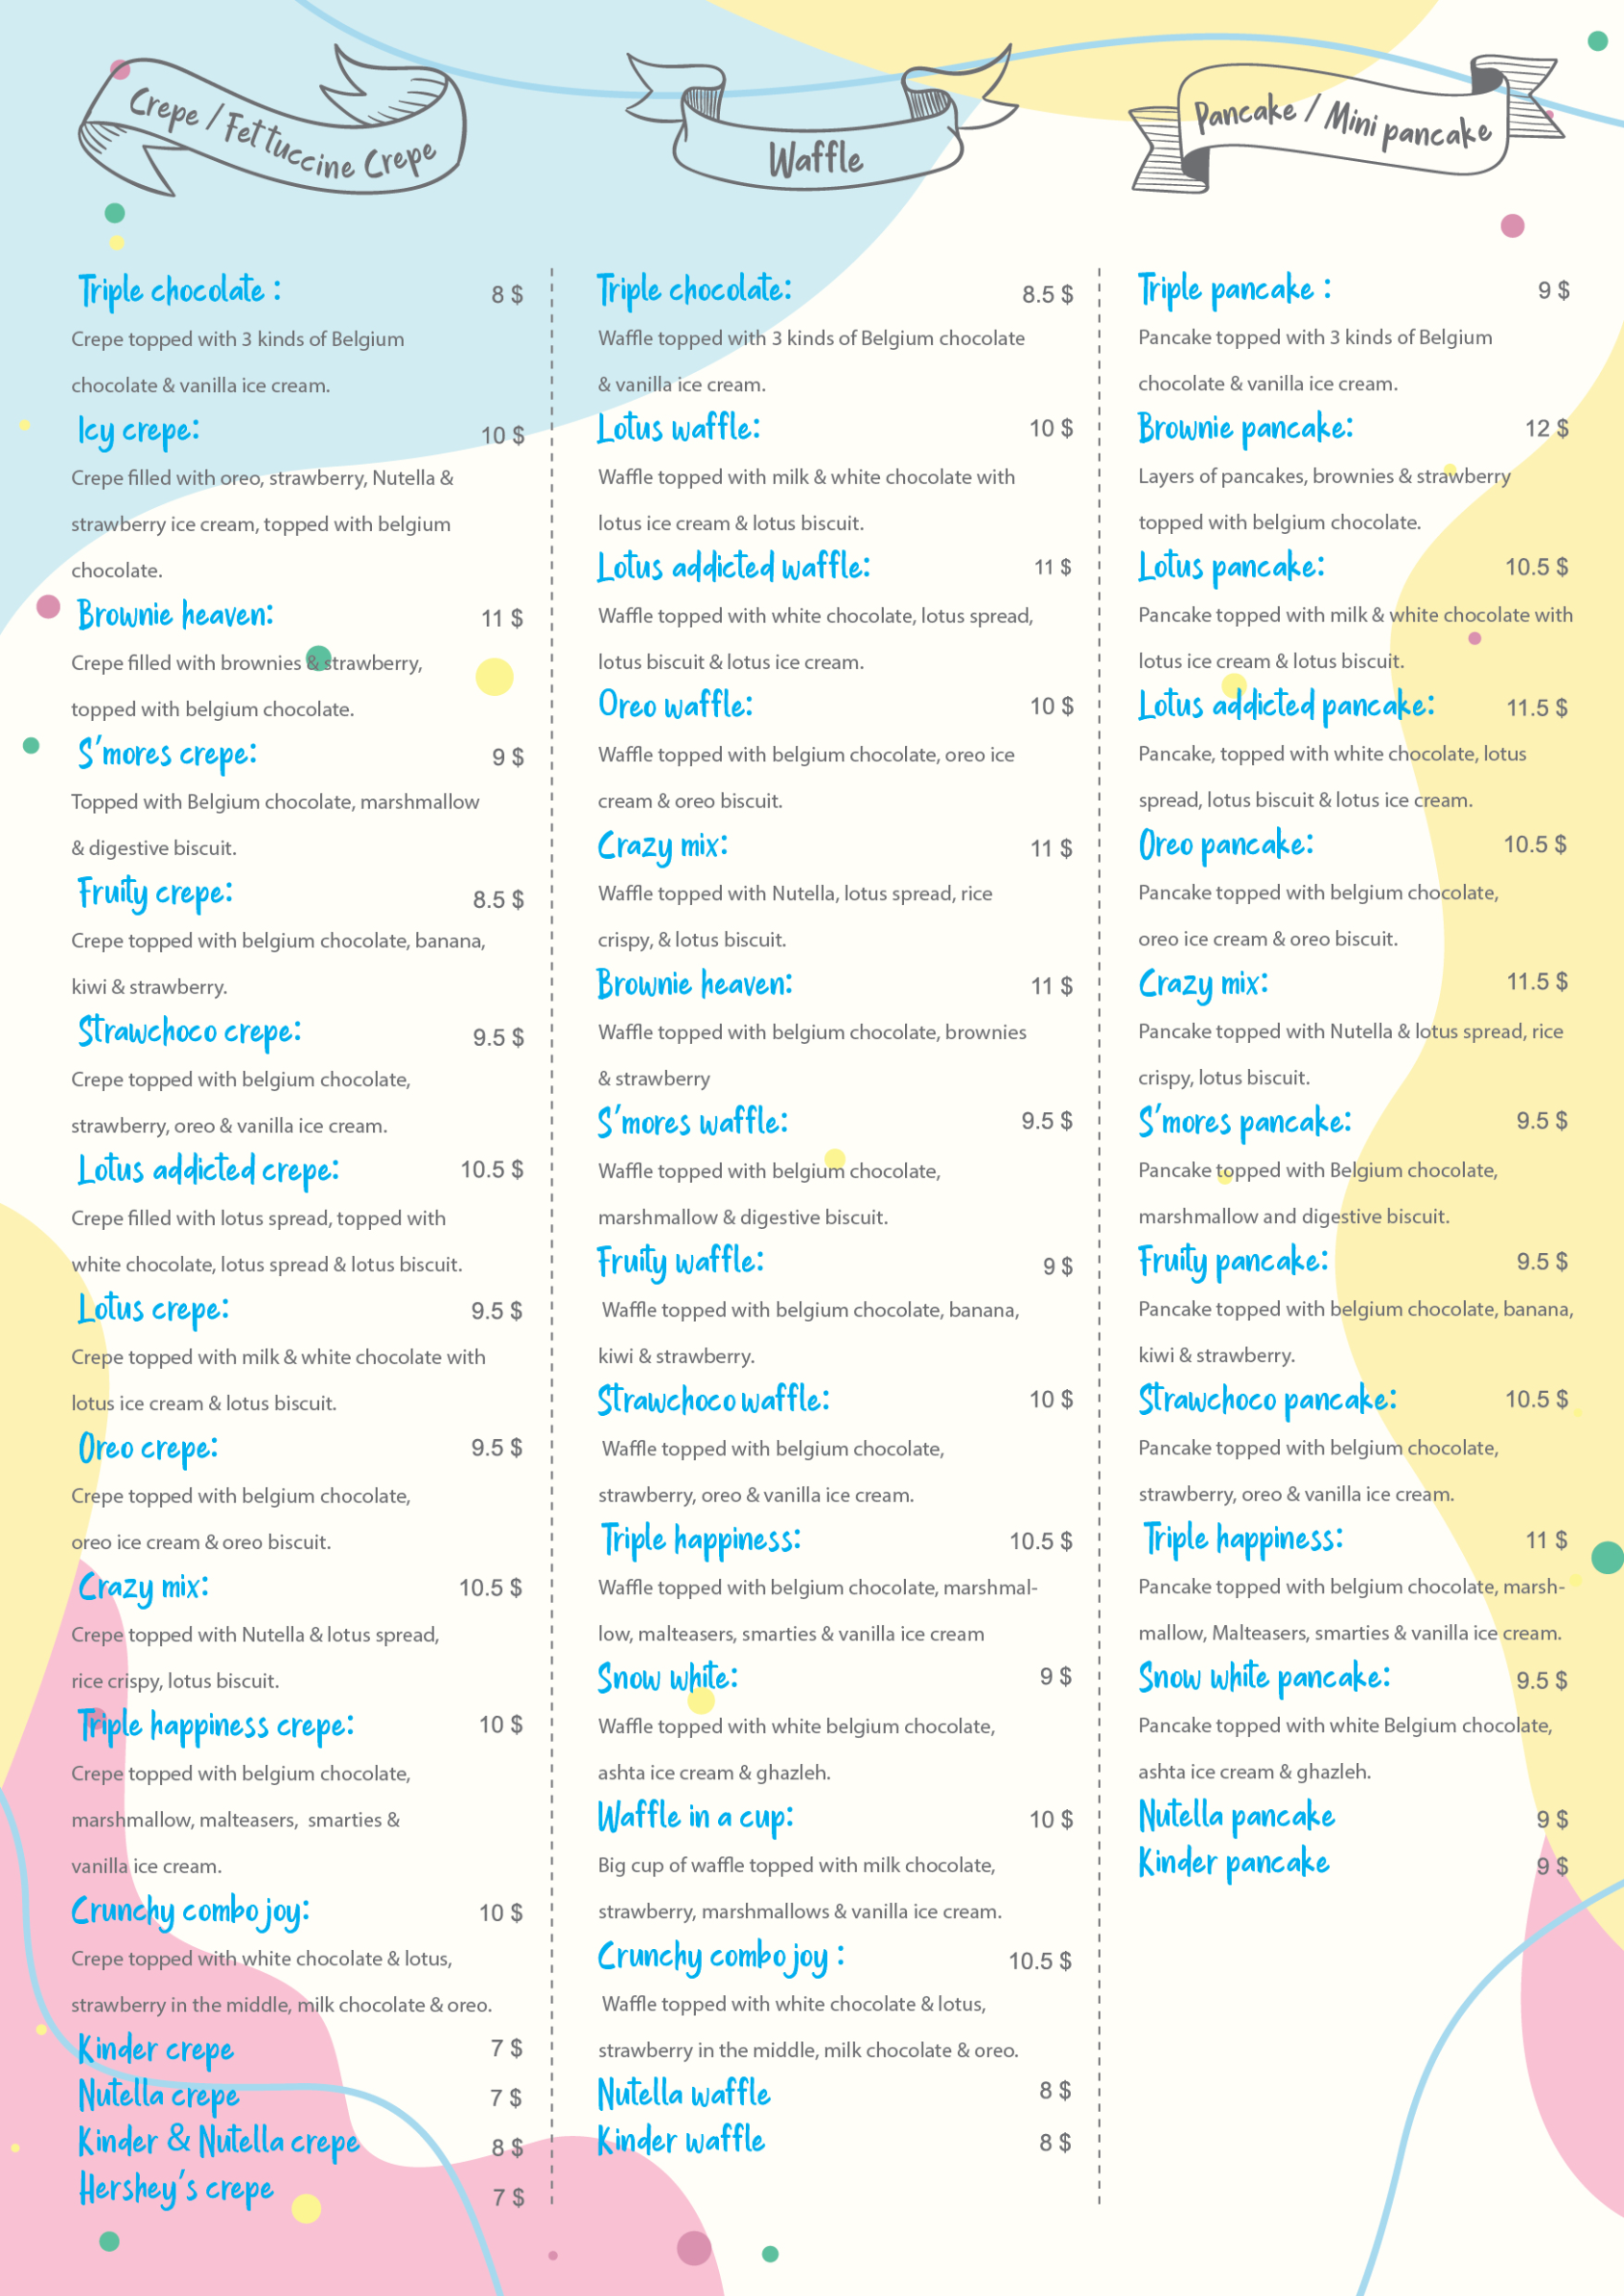 Crepe / Fettuccine Crepe
Triple chocolate : 8 $
Crepe topped with 3 kinds of Belgium
chocolate & vanilla ice cream.
Icy crepe: 10 $
Crepe filled with oreo, strawberry, Nutella &
strawberry ice cream, topped with belgium
chocolate.
Brownie heaven: 11 $
Crepe filled with brownies & strawberry,
topped with belgium chocolate.
S'mores crepe: 9 $
Topped with Belgium chocolate, marshmallow
& digestive biscuit.
Fruity crepe: 8.5 $
Crepe topped with belgium chocolate, banana,
kiwi & strawberry.
Strawchoco crepe: 9.5 $
Crepe topped with belgium chocolate,
strawberry, oreo & vanilla ice cream.
Lotus addicted crepe: 10.5 $
Crepe filled with lotus spread, topped with
white chocolate, lotus spread & lotus biscuit.
Lotus crepe: 9.5 $
Crepe topped with milk & white chocolate with
lotus ice cream & lotus biscuit.
Oreo crepe: 9.5 $
Crepe topped with belgium chocolate,
oreo ice cream & oreo biscuit.
Crazy mix: 10.5 $
Crepe topped with Nutella & lotus spread,
rice crispy, lotus biscuit.
Triple happiness crepe: 10 $
Crepe topped with belgium chocolate,
marshmallow, malteasers, smarties &
vanilla ice cream.
Crunchy combo joy: 10 $
Crepe topped with white chocolate & lotus,
strawberry in the middle, milk chocolate & oreo.
Kinder crepe 7 $
Nutella crepe 7 $
Kinder & Nutella crepe 8 $
Hershey's crepe 7 $
Waffle
Triple chocolate: 8.5 $
Waffle topped with 3 kinds of Belgium chocolate
& vanilla ice cream.
Lotus waffle: 10 $
Waffle topped with milk & white chocolate with
lotus ice cream & lotus biscuit.
Lotus addicted waffle: 11 $
Waffle topped with white chocolate, lotus spread,
lotus biscuit & lotus ice cream.
Oreo waffle: 10 $
Waffle topped with belgium chocolate, oreo ice
cream & oreo biscuit.
Crazy mix: 11 $
Waffle topped with Nutella, lotus spread, rice
crispy, & lotus biscuit.
Brownie heaven: 11 $
Waffle topped with belgium chocolate, brownies
& strawberry
S'mores waffle: 9.5 $
Waffle topped with belgium chocolate,
marshmallow & digestive biscuit.
Fruity waffle: 9 $
Waffle topped with belgium chocolate, banana,
kiwi & strawberry.
Strawchoco waffle: 10 $
Waffle topped with belgium chocolate,
strawberry, oreo & vanilla ice cream.
Triple happiness: 10.5 $
Waffle topped with belgium chocolate, marshmal-
low, malteasers, smarties & vanilla ice cream
Snow white: 9 $
Waffle topped with white belgium chocolate,
ashta ice cream & ghazleh.
Waffle in a cup: 10 $
Big cup of waffle topped with milk chocolate,
strawberry, marshmallows & vanilla ice cream.
Crunchy combo joy : 10.5 $
Waffle topped with white chocolate & lotus,
strawberry in the middle, milk chocolate & oreo.
Nutella waffle 8 $
Kinder waffle 8 $
Pancake / Mini pancake
Triple pancake : 9 $
Pancake topped with 3 kinds of Belgium
chocolate & vanilla ice cream.
Brownie pancake: 12 $
Layers of pancakes, brownies & strawberry
topped with belgium chocolate.
Lotus pancake: 10.5 $
Pancake topped with milk & white chocolate with
lotus ice cream & lotus biscuit.
Lotus addicted pancake: 11.5 $
Pancake, topped with white chocolate, lotus
spread, lotus biscuit & lotus ice cream.
Oreo pancake: 10.5 $
Pancake topped with belgium chocolate,
oreo ice cream & oreo biscuit.
Crazy mix: 11.5 $
Pancake topped with Nutella & lotus spread, rice
crispy, lotus biscuit.
S'mores pancake: 9.5 $
Pancake topped with Belgium chocolate,
marshmallow and digestive biscuit.
Fruity pancake: 9.5 $
Pancake topped with belgium chocolate, banana,
kiwi & strawberry.
Strawchoco pancake: 10.5 $
Pancake topped with belgium chocolate,
strawberry, oreo & vanilla ice cream.
Triple happiness: 11 $
Pancake topped with belgium chocolate, marsh-
mallow, Malteasers, smarties & vanilla ice cream.
Snow white pancake: 9.5 $
Pancake topped with white Belgium chocolate,
ashta ice cream & ghazleh.
Nutella pancake 9 $
Kinder pancake 9 $